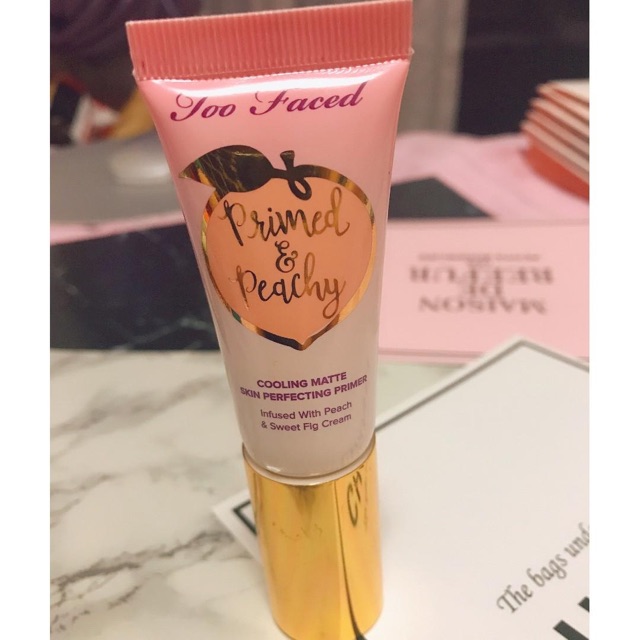 Too Faced
Primed
&
Peachy
COOLING MATTE
SKIN PERFECTING PRIMER
Infused With Peach
& Sweet Fig Cream
MAISON
DE
REEFUR
The bags und